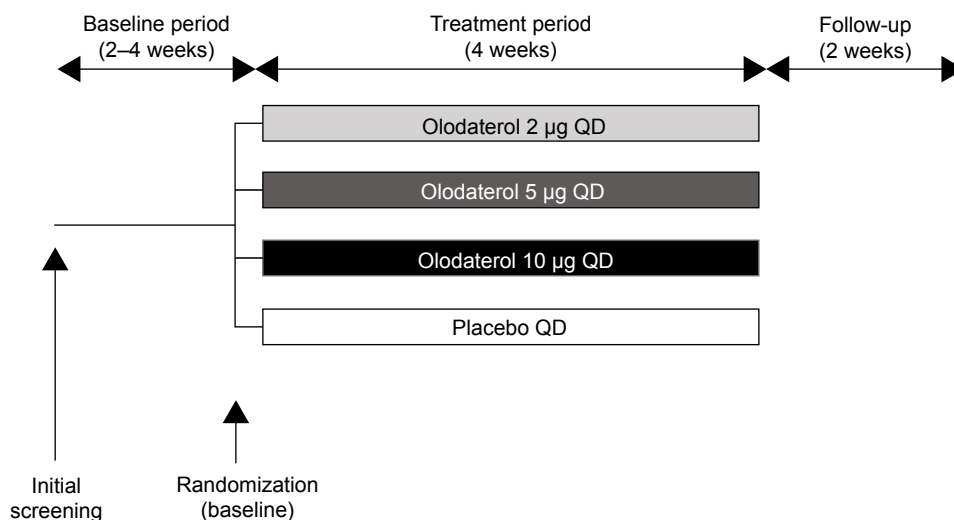 Baseline period
(2–4 weeks)
Treatment period
(4 weeks)
Follow-up
(2 weeks)
Olodaterol 2 µg QD
Olodaterol 5 µg QD
Olodaterol 10 µg QD
Placebo QD
Initial
screening
Randomization
(baseline)